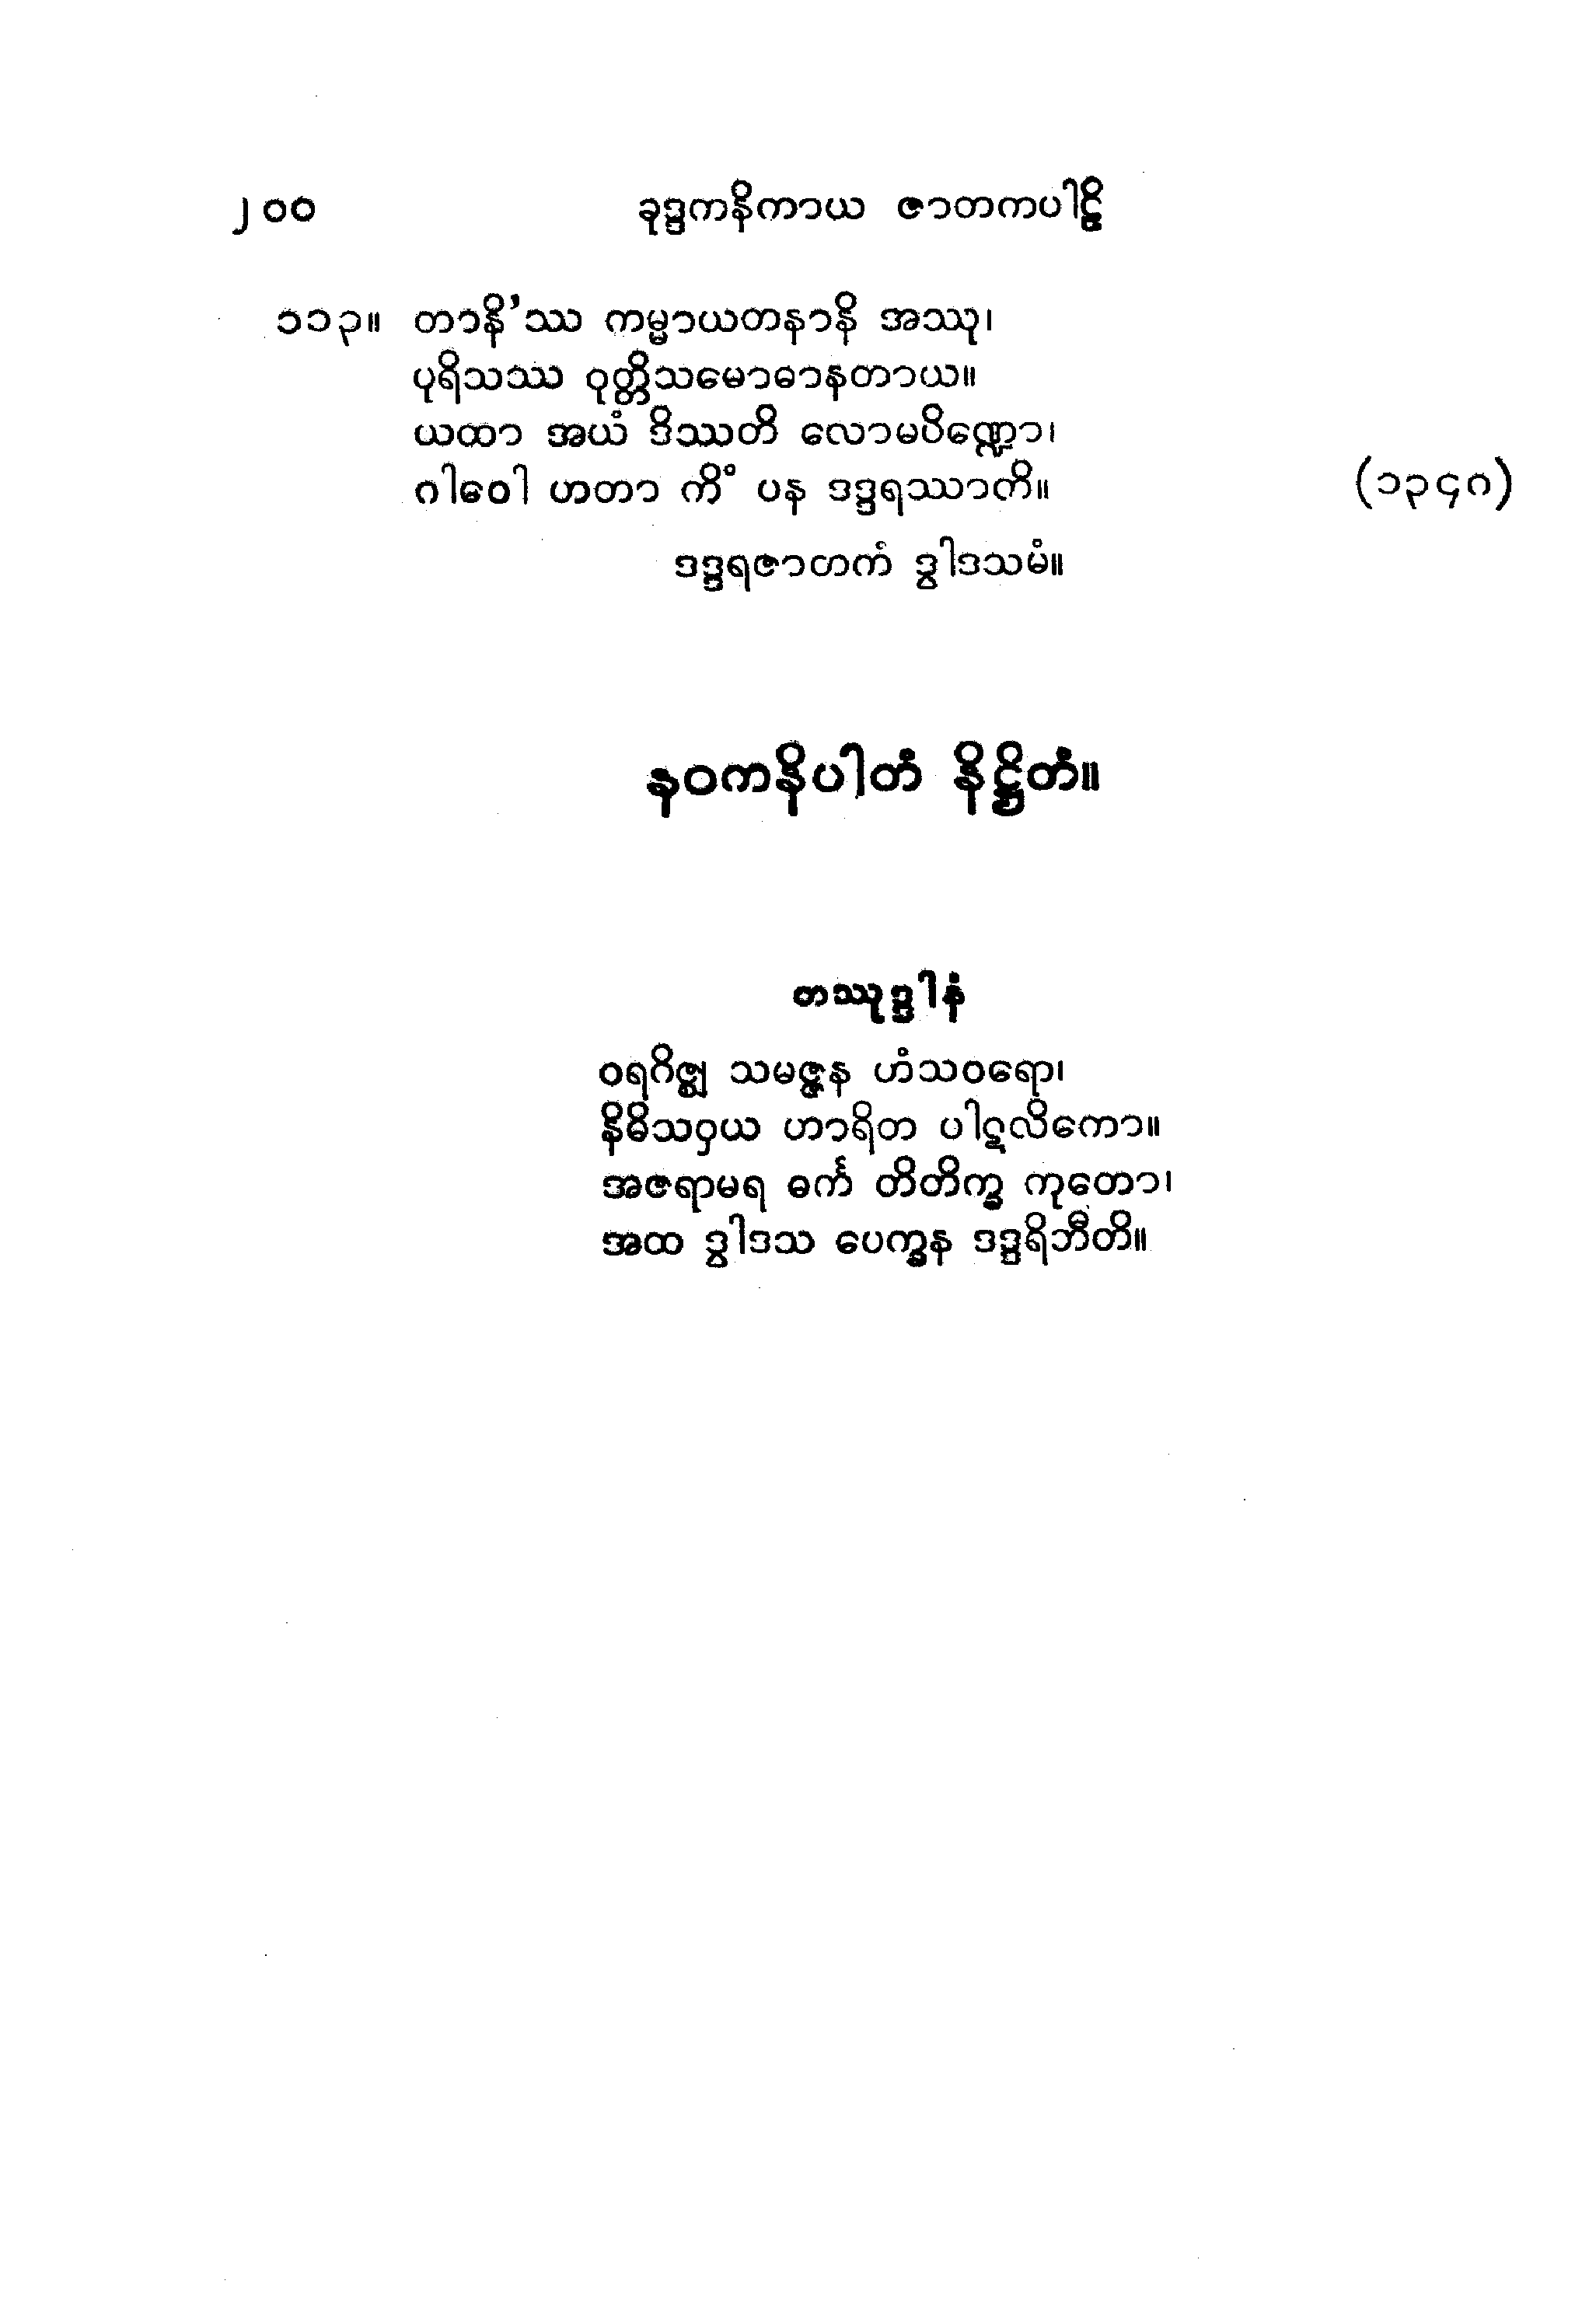 ၂၀၀ ခုဒ္ဒကနိကာယ ဇာတကပါဠိ
၁၁၃။ တာနိ’ဿ ကမ္မာယတနာနိ အဿု၊
ပုရိသဿ ဝုတ္တိသမောဓာနတာယ။
ယထာ အယံ ဒိဿတိ လောမပိဏ္ဍော၊
ဂါဝေါ ဟတာ ကိံ ပန ဒဒ္ဒရဿာတိ။ (၁၃၄၈)
ဒဒ္ဒရဇာတကံ ဒွါဒသမံ။
နဝကနိပါတံ နိဋ္ဌိတံ။
တဿုဒ္ဒါနံ
ဝရဂိဇ္ဈ သမဇ္ဇန ဟံသဝရော၊
နိဓိသဝှယ ဟာရိတ ပါဋလိကော။
အဇရာမရ ဓင်္က တိတိက္ခ ကုတော၊
အထ ဒွါဒသ ပေက္ခန ဒဒ္ဒရိဘီတိ။